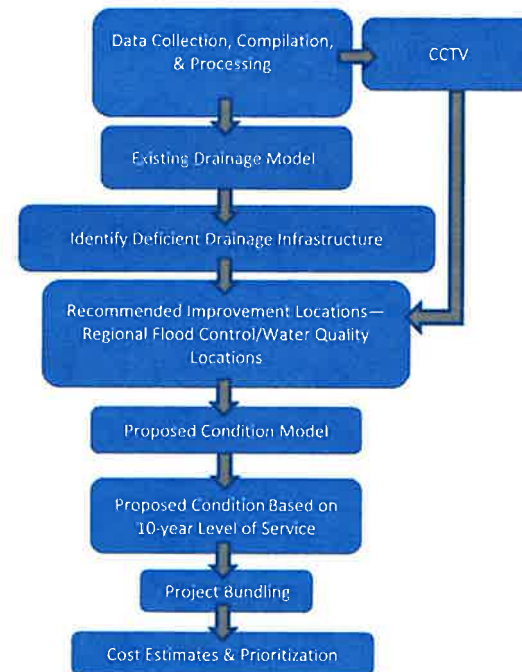 Data Collection, Compilation,
& Processing
CCTV
Existing Drainage Model
Identify Deficient Drainage Infrastructure
Recommended Improvement Locations—
Regional Flood Control/Water Quality
Locations
Proposed Condition Model
Proposed Condition Based on
10-year Level of Service
Project Bundling
Cost Estimates & Prioritization